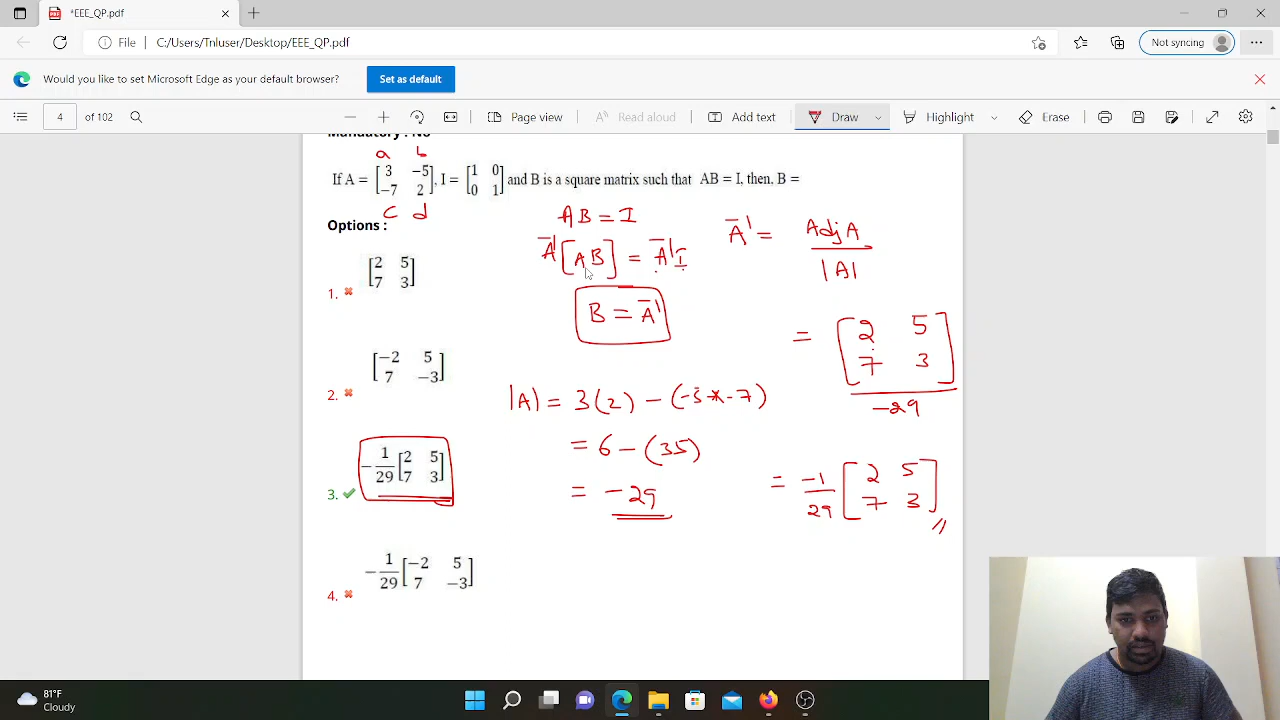 *EEE_QP.pdf
File C:/Users/Tnluser/Desktop/EEE_QP.pdf
Not syncing
Would you like to set Microsoft Edge as your default browser? Set as default
4 of 102 Page view Read aloud Add text Draw Highlight Erase
Mandatory : No
a b
If A = [3 −5 −7 2], I = [1 0 0 1] and B is a square matrix such that AB = I, then, B =
c d
Options :
AB = I
A⁻¹[AB] = A⁻¹I
B = A⁻¹
A⁻¹ = AdjA
|A|
= [2 5
7 3]
−29
|A| = 3(2) − (−5*−7)
= 6 − (35)
= −29
= −1/29 [2 5
7 3] //
[2 5
7 3]
1.
[−2 5
7 −3]
2.
−1/29 [2 5
7 3]
3.
−1/29 [−2 5
7 −3]
4.
81°F
Cloudy